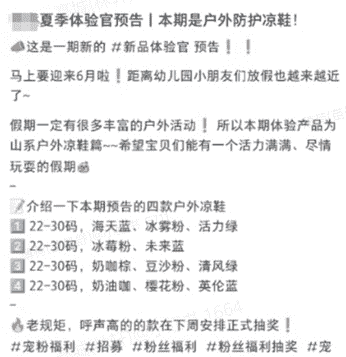 夏季体验官预告丨本期是户外防护凉鞋！
📣这是一期新的 #新品体验官 预告❗❗
马上要迎来6月啦❗距离幼儿园小朋友们放假也越来越近
了~
假期一定有很多丰富的户外活动❗ 所以本期体验产品为
山系户外凉鞋篇~~希望宝贝们能有一个活力满满、尽情
玩耍的假期🍯
–
📝介绍一下本期预告的四款户外凉鞋
1️⃣ 22-30码，海天蓝、冰雾粉、活力绿
2️⃣ 22-30码，冰莓粉、未来蓝
3️⃣ 22-30码，奶咖棕、豆沙粉、清风绿
4️⃣ 22-30码，奶油咖、樱花粉、英伦蓝
–
🔥老规矩，呼声高的的款在下周安排正式抽奖❗
#宠粉福利 #招募 #粉丝福利 #粉丝福利抽奖 #宠